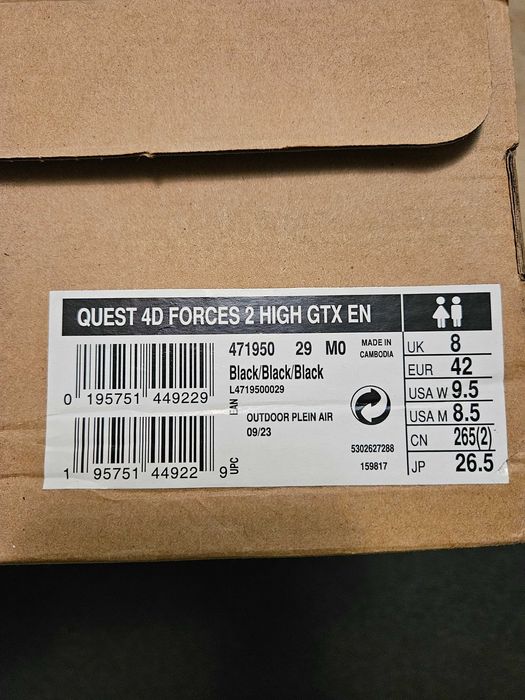 QUEST 4D FORCES 2 HIGH GTX EN
471950 29 M0
MADE IN
CAMBODIA
Black/Black/Black
L4719500029
0 195751 449229
EAN
OUTDOOR PLEIN AIR
09/23
5302627288
159817
1 95751 44922 9
UPC
UK 8
EUR 42
USA W 9.5
USA M 8.5
CN 265(2)
JP 26.5